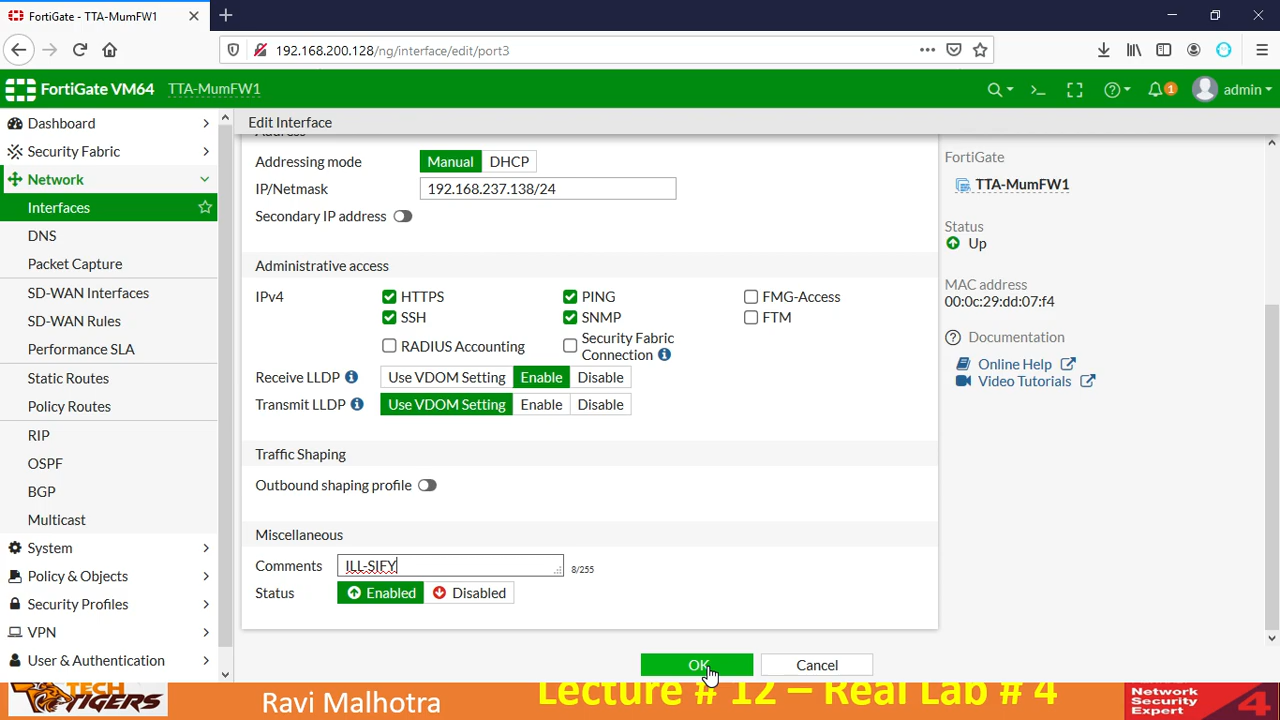 FortiGate - TTA-MumFW1
192.168.200.128/ng/interface/edit/port3
FortiGate VM64 TTA-MumFW1
1 admin
Dashboard
Security Fabric
Network
Interfaces
DNS
Packet Capture
SD-WAN Interfaces
SD-WAN Rules
Performance SLA
Static Routes
Policy Routes
RIP
OSPF
BGP
Multicast
System
Policy & Objects
Security Profiles
VPN
User & Authentication
Edit Interface
Address
Addressing mode Manual DHCP
IP/Netmask 192.168.237.138/24
Secondary IP address
Administrative access
IPv4 HTTPS PING FMG-Access
SSH SNMP FTM
RADIUS Accounting Security Fabric
Connection
Receive LLDP Use VDOM Setting Enable Disable
Transmit LLDP Use VDOM Setting Enable Disable
Traffic Shaping
Outbound shaping profile
Miscellaneous
Comments ILL-SIFY 8/255
Status Enabled Disabled
OK Cancel
FortiGate
TTA-MumFW1
Status
Up
MAC address
00:0c:29:dd:07:f4
Documentation
Online Help
Video Tutorials
TECH
TIGERS
Ravi Malhotra
Lecture # 12 – Real Lab # 4
Network
Security
Expert
4